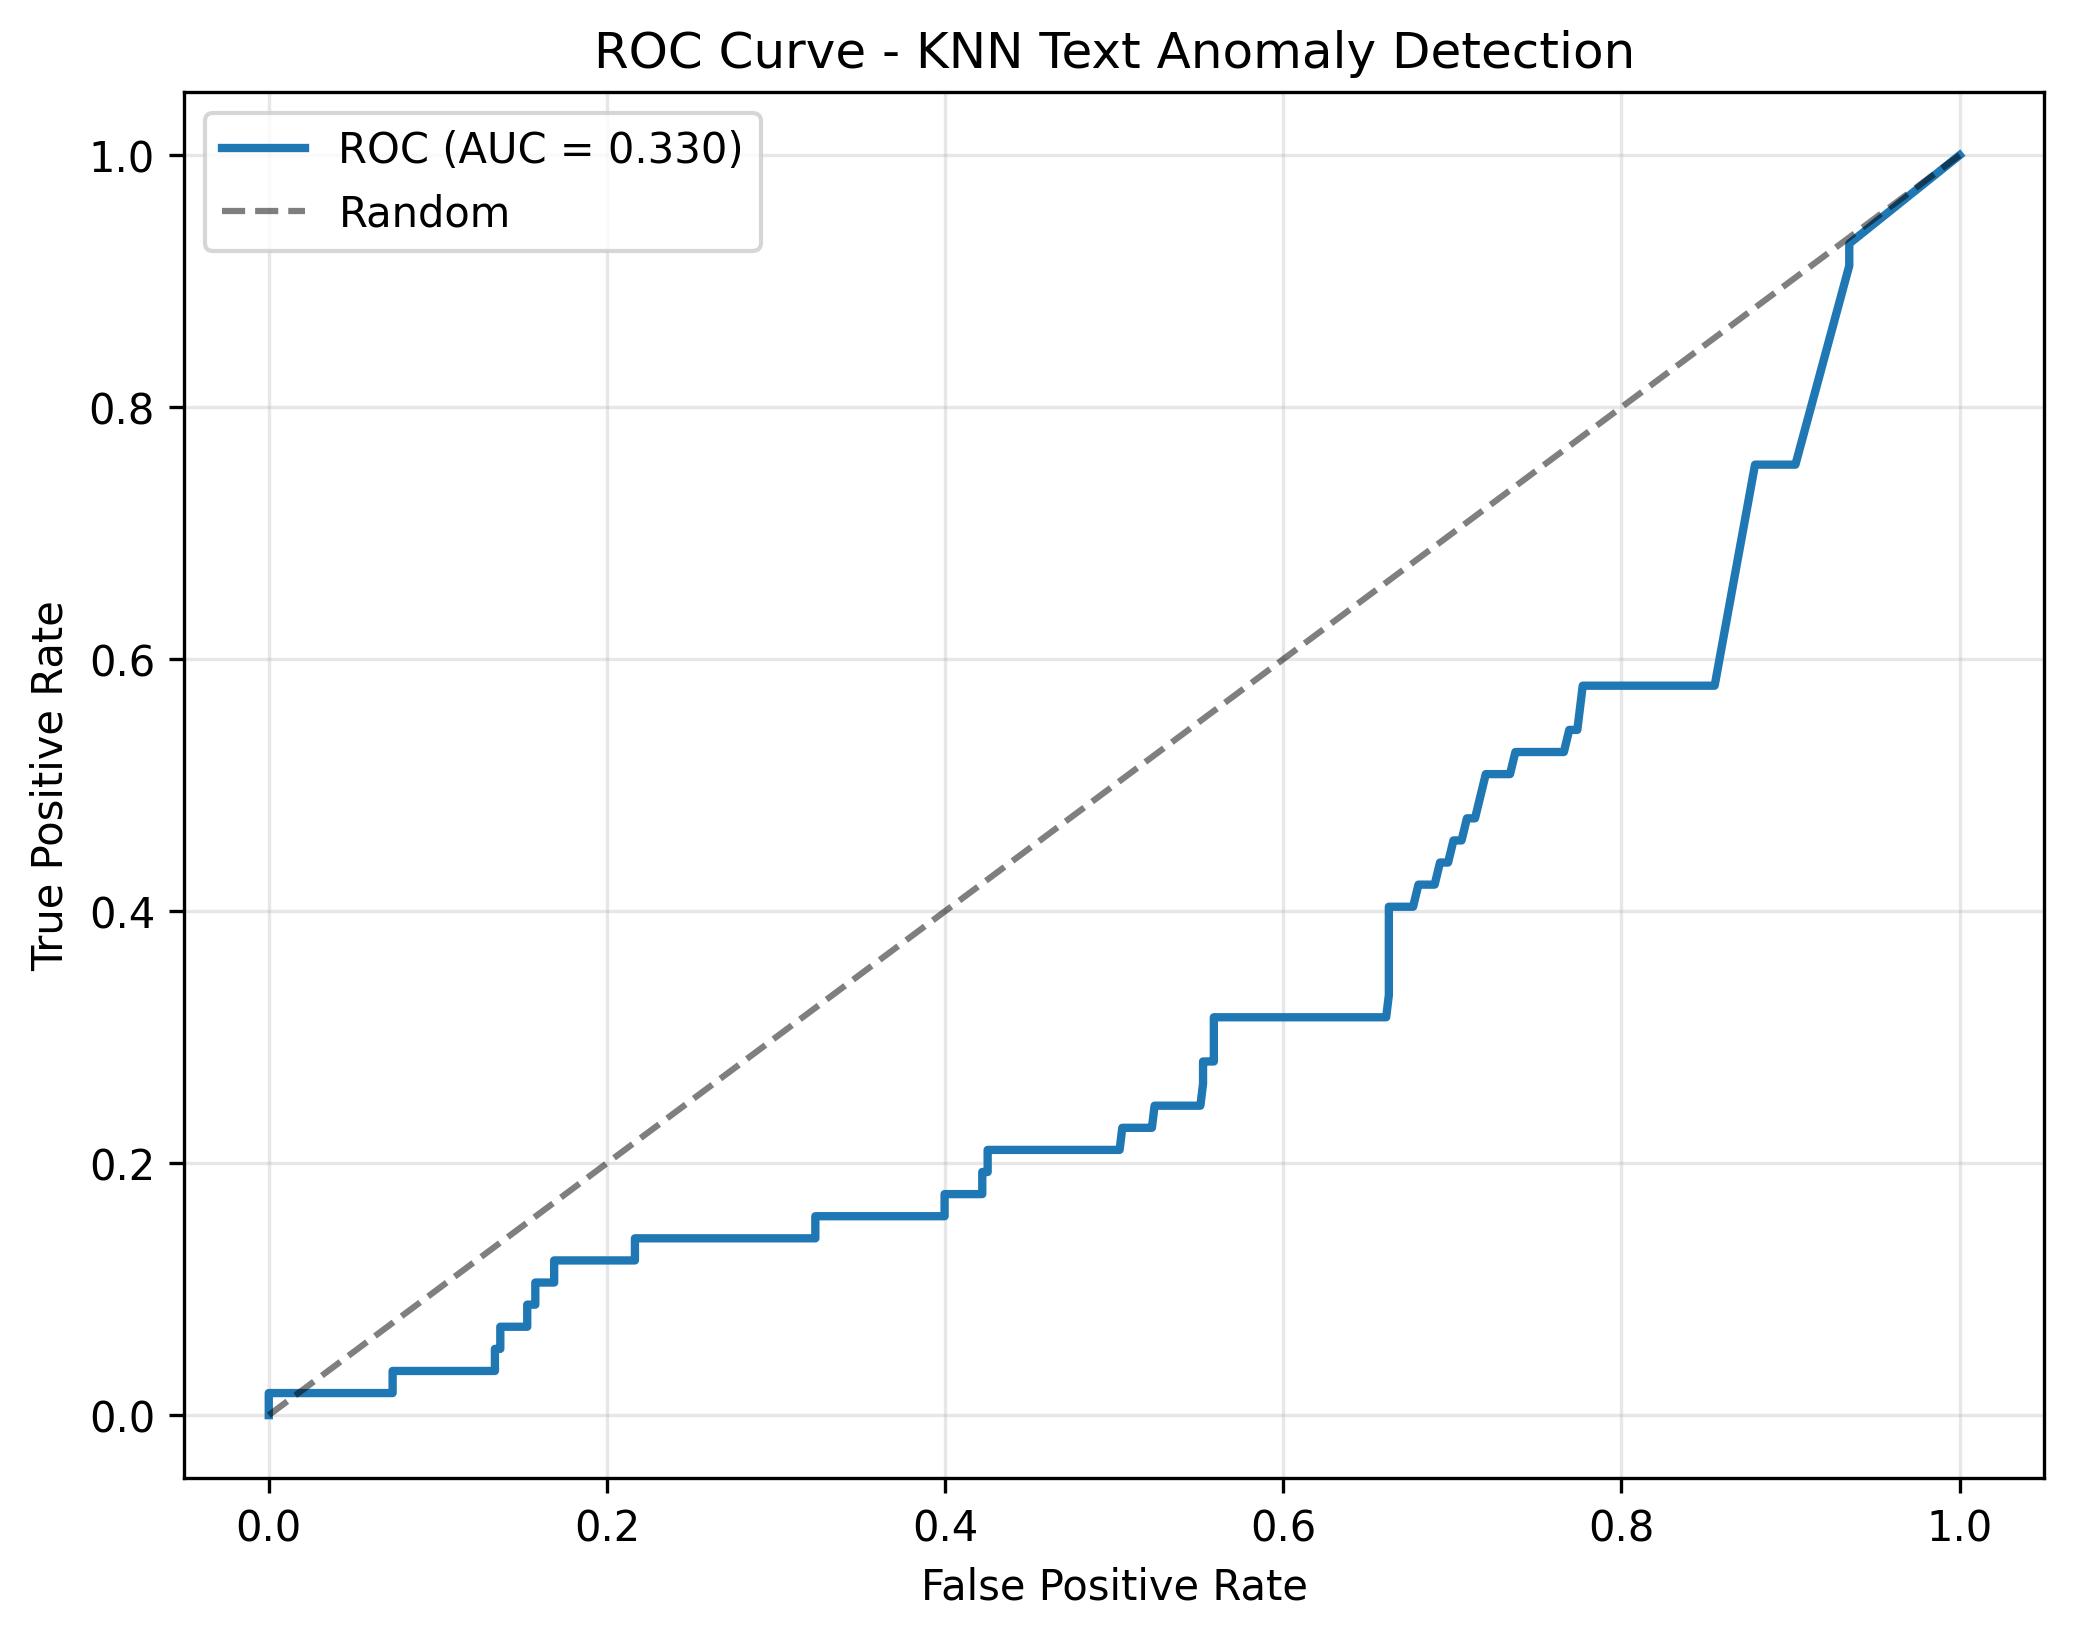 ROC Curve - KNN Text Anomaly Detection
ROC (AUC = 0.330)
Random
1.0
0.8
0.6
0.4
0.2
0.0
True Positive Rate
0.0 0.2 0.4 0.6 0.8 1.0
False Positive Rate